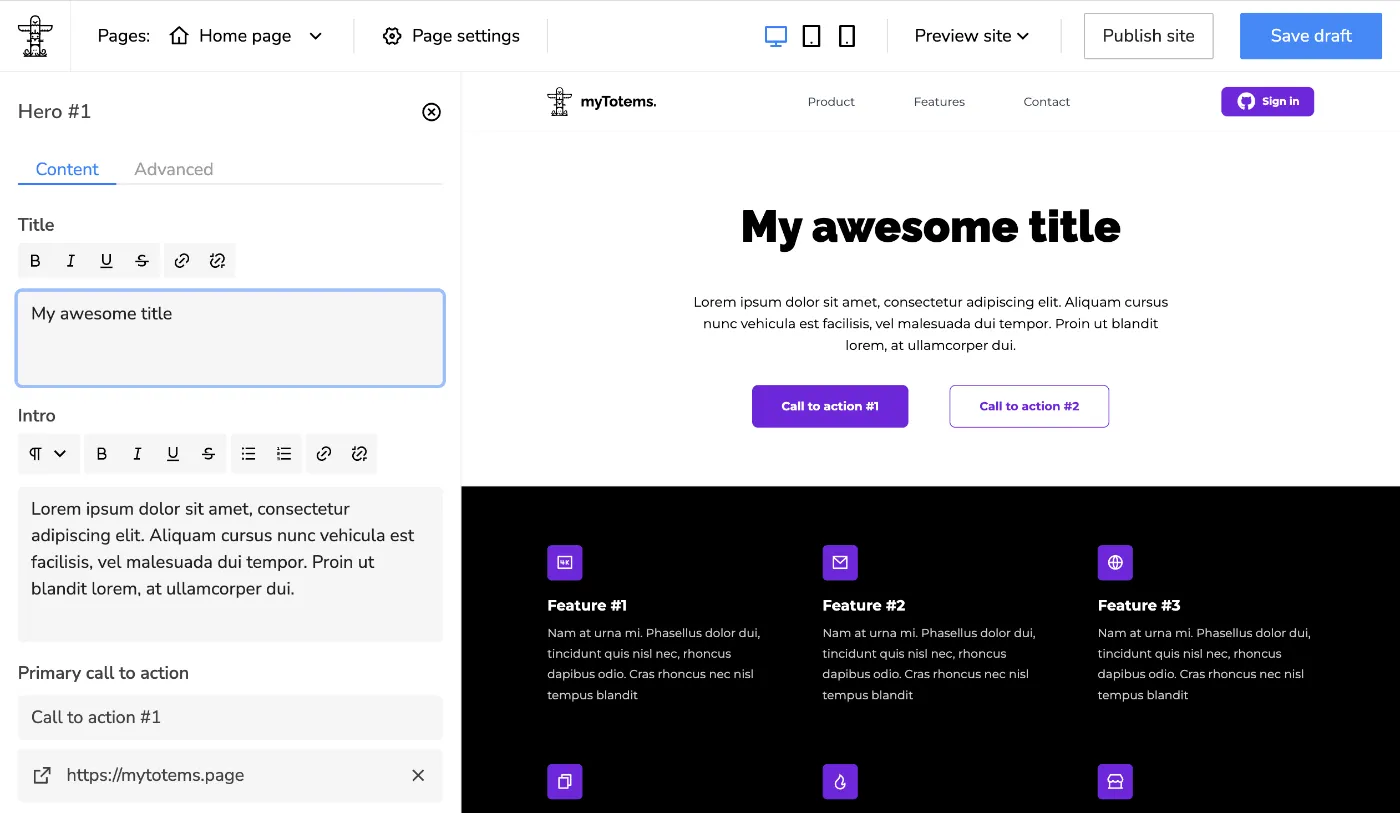 Pages: Home page
Page settings
Preview site
Publish site
Save draft
Hero #1
Content Advanced
Title
B I U S
My awesome title
Intro
¶ B I U S
Lorem ipsum dolor sit amet, consectetur
adipiscing elit. Aliquam cursus nunc vehicula est
facilisis, vel malesuada dui tempor. Proin ut
blandit lorem, at ullamcorper dui.
Primary call to action
Call to action #1
https://mytotems.page
myTotems.
Product Features Contact
Sign in
My awesome title
Lorem ipsum dolor sit amet, consectetur adipiscing elit. Aliquam cursus
nunc vehicula est facilisis, vel malesuada dui tempor. Proin ut blandit
lorem, at ullamcorper dui.
Call to action #1
Call to action #2
4K
Feature #1
Nam at urna mi. Phasellus dolor dui,
tincidunt quis nisl nec, rhoncus
dapibus odio. Cras rhoncus nec nisl
tempus blandit
Feature #2
Nam at urna mi. Phasellus dolor dui,
tincidunt quis nisl nec, rhoncus
dapibus odio. Cras rhoncus nec nisl
tempus blandit
Feature #3
Nam at urna mi. Phasellus dolor dui,
tincidunt quis nisl nec, rhoncus
dapibus odio. Cras rhoncus nec nisl
tempus blandit